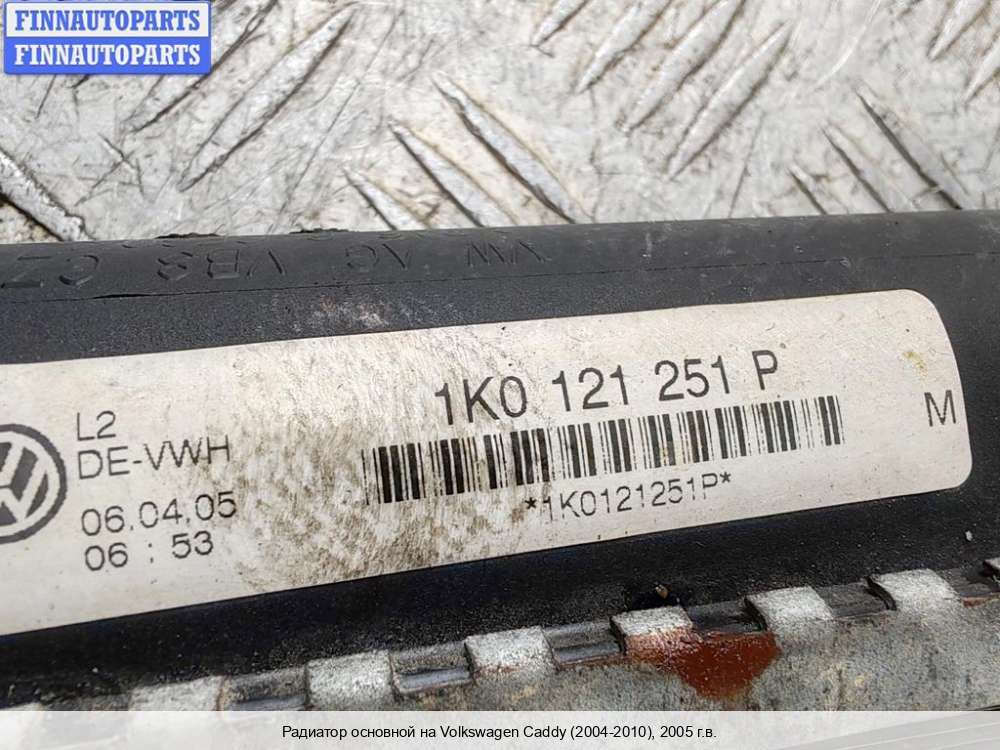 FINNAUTOPARTS
FINNAUTOPARTS
VW AG VBS CZ
L2
DE-VWH
06.04.05
06 : 53
1K0 121 251 P
*1K0121251P*
M
Радиатор основной на Volkswagen Caddy (2004-2010), 2005 г.в.